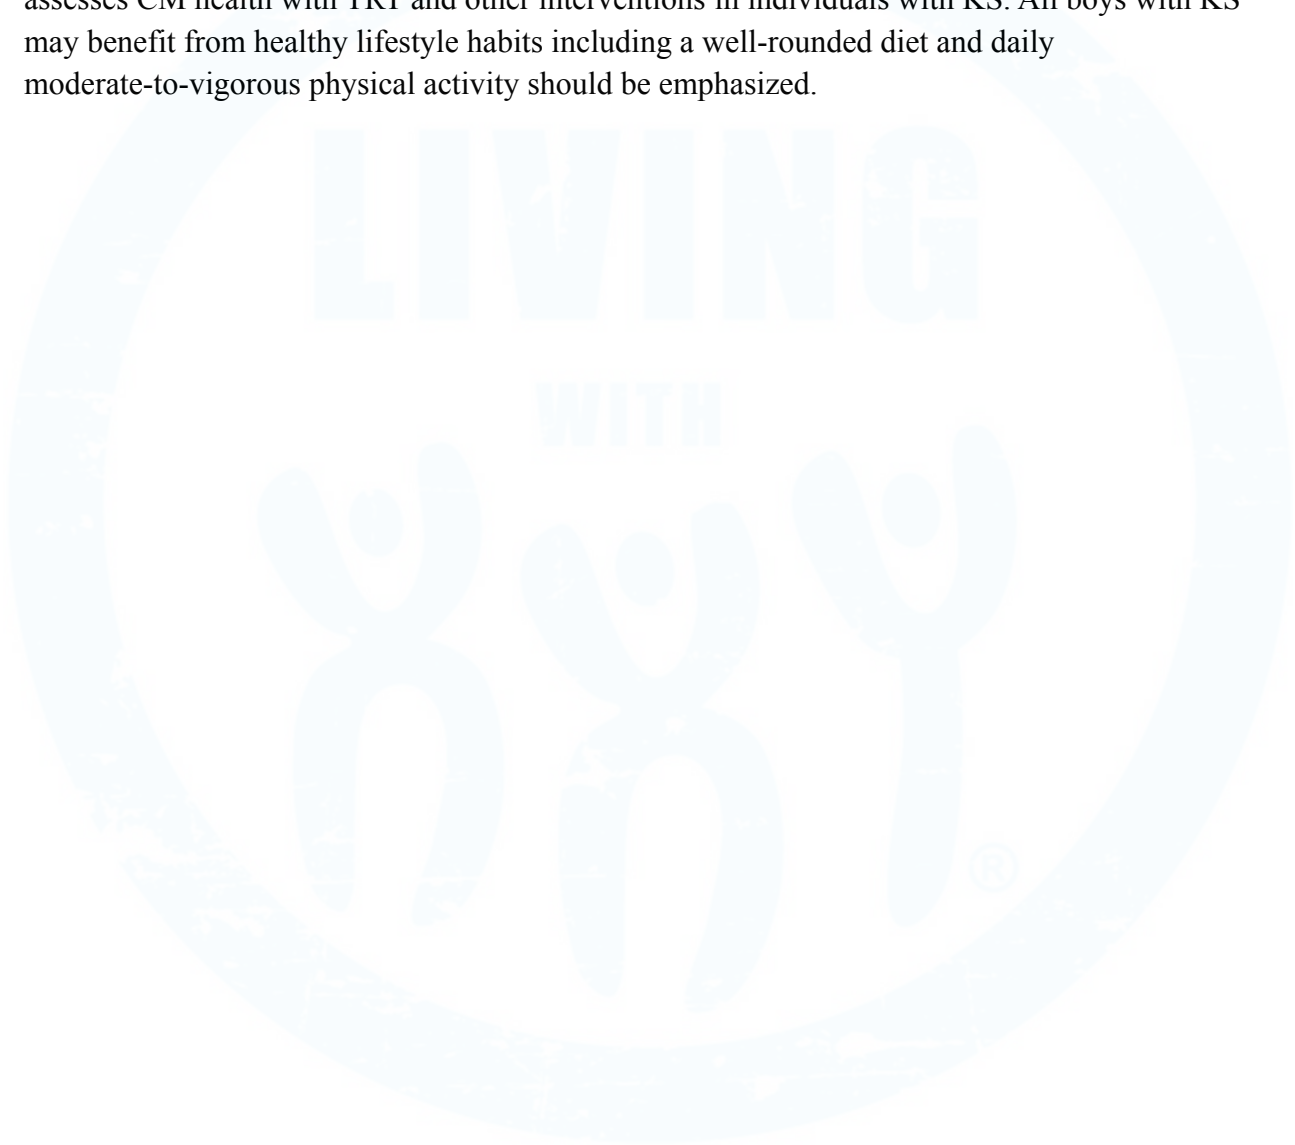 assesses CM health with TRT and other interventions in individuals with KS. All boys with KS
may benefit from healthy lifestyle habits including a well-rounded diet and daily
moderate-to-vigorous physical activity should be emphasized.
LIVING
WITH
XXY
®